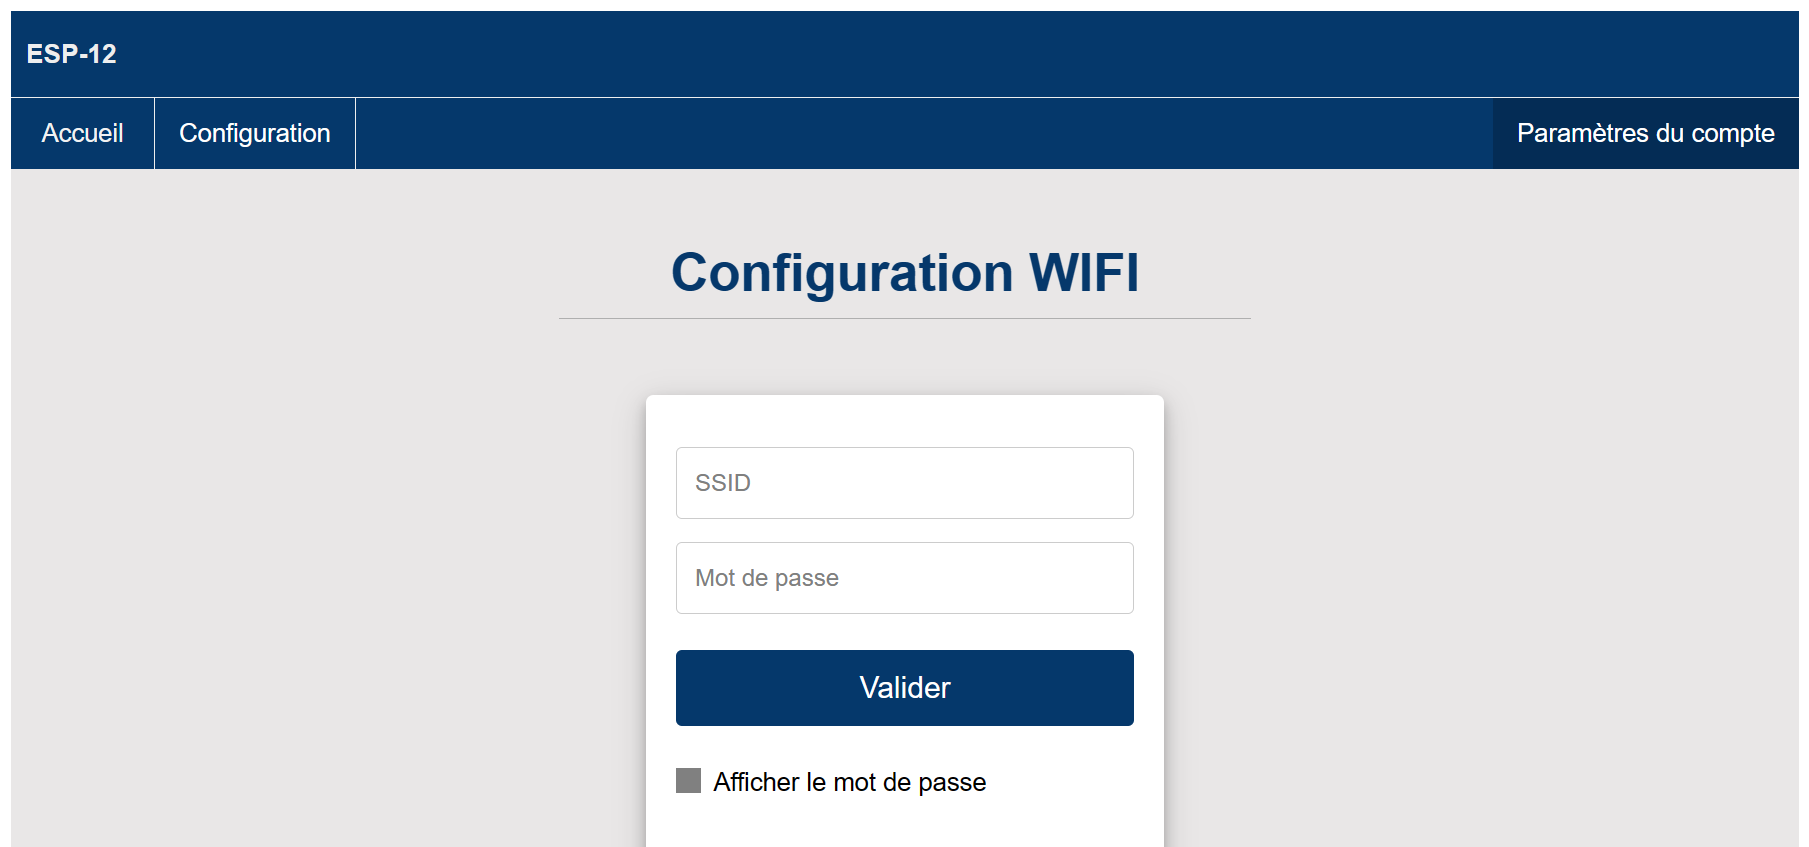 ESP-12
Accueil
Configuration
Paramètres du compte
Configuration WIFI
SSID
Mot de passe
Valider
Afficher le mot de passe